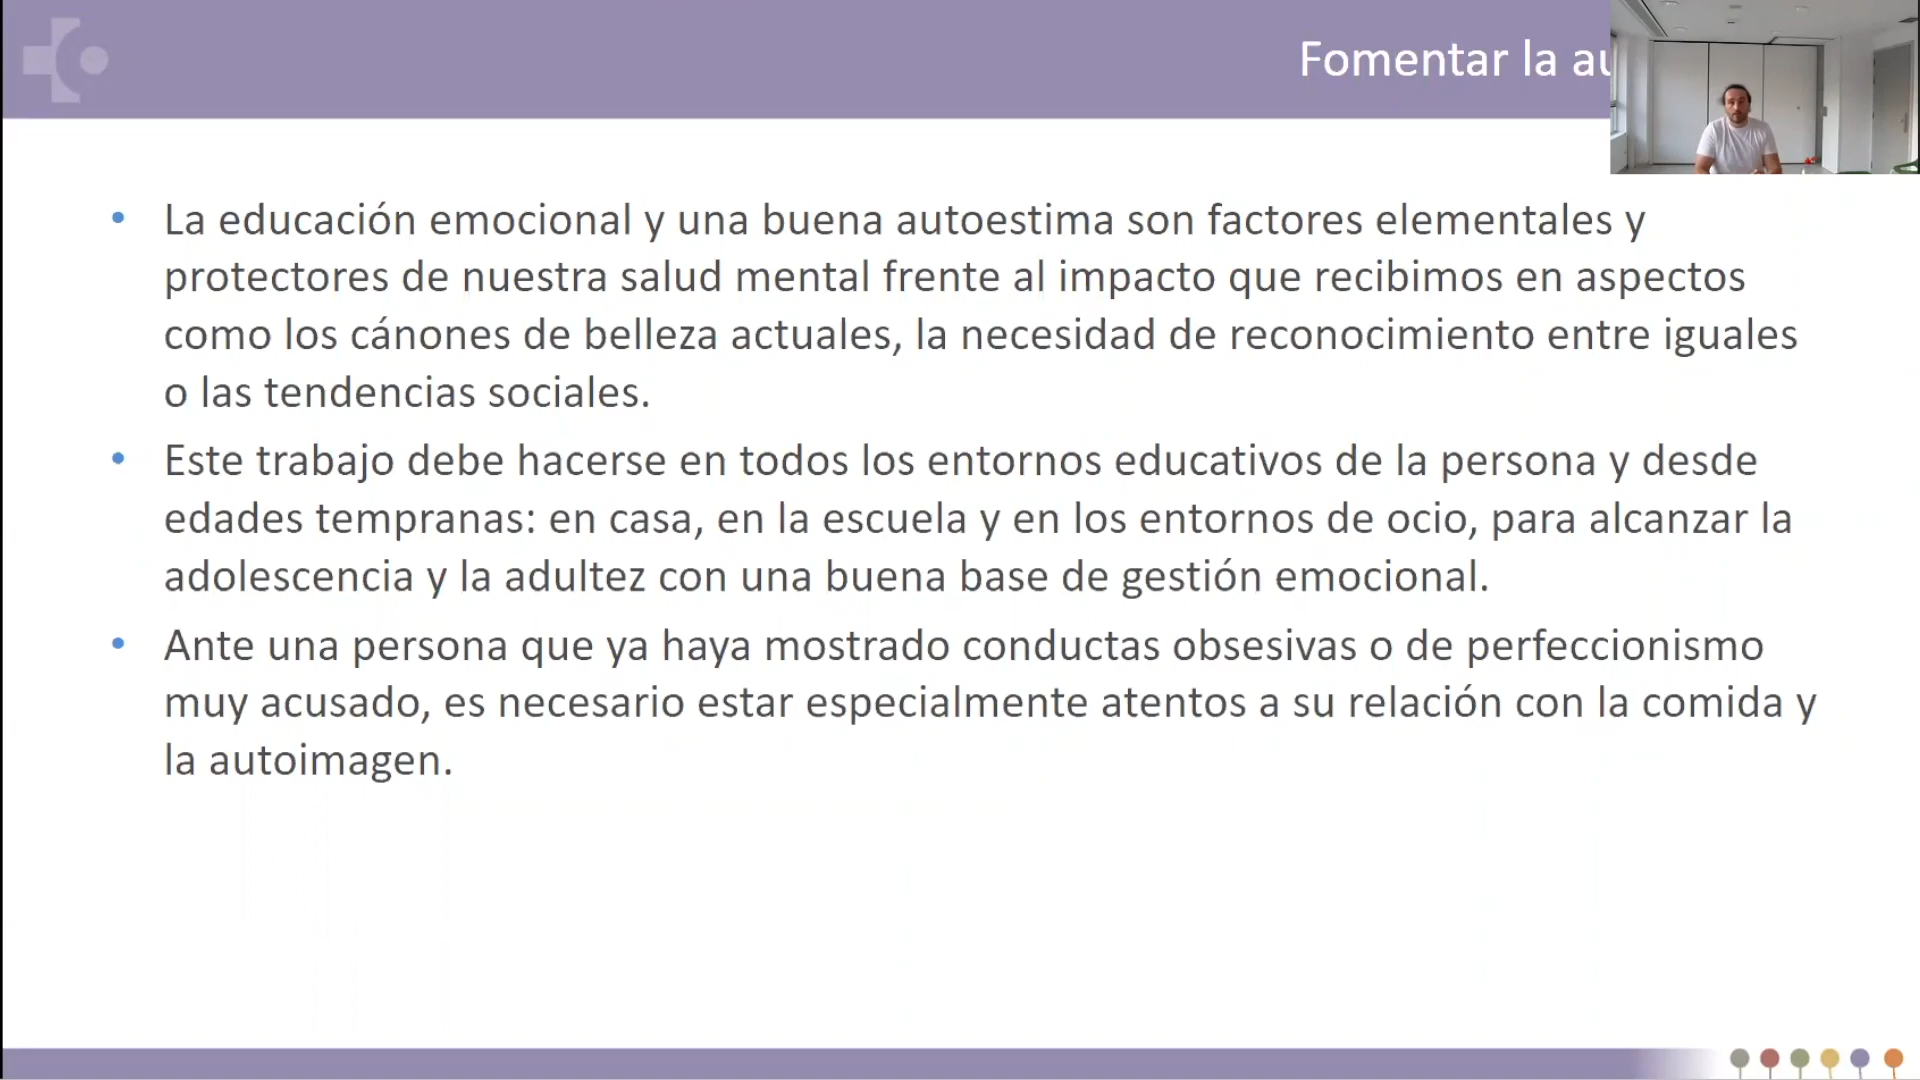 Fomentar la
La educación emocional y una buena autoestima son factores elementales y
protectores de nuestra salud mental frente al impacto que recibimos en aspectos
como los cánones de belleza actuales, la necesidad de reconocimiento entre iguales
o las tendencias sociales.
Este trabajo debe hacerse en todos los entornos educativos de la persona y desde
edades tempranas: en casa, en la escuela y en los entornos de ocio, para alcanzar la
adolescencia y la adultez con una buena base de gestión emocional.
Ante una persona que ya haya mostrado conductas obsesivas o de perfeccionismo
muy acusado, es necesario estar especialmente atentos a su relación con la comida y
la autoimagen.